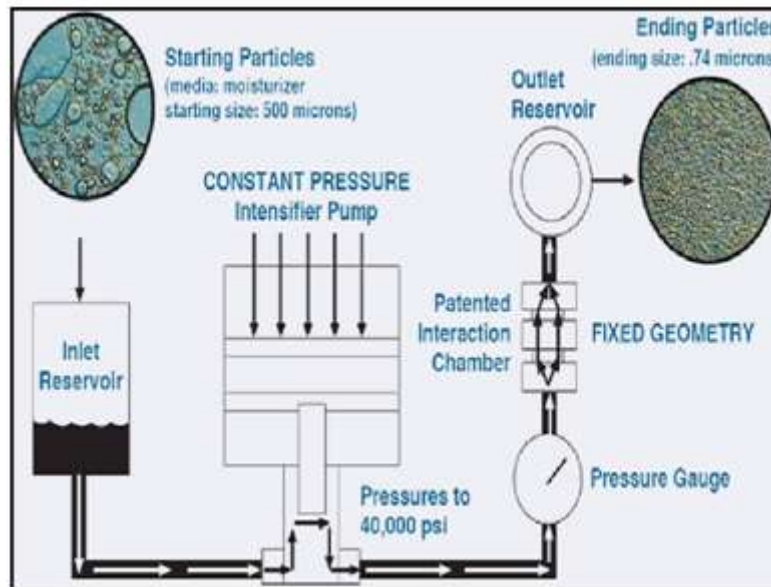 Starting Particles
(media: moisturizer
starting size: 500 microns)
Ending Particles
(ending size: .74 microns)
Outlet
Reservoir
CONSTANT PRESSURE
Intensifier Pump
Inlet
Reservoir
Patented
Interaction
Chamber
FIXED GEOMETRY
Pressure Gauge
Pressures to
40,000 psi